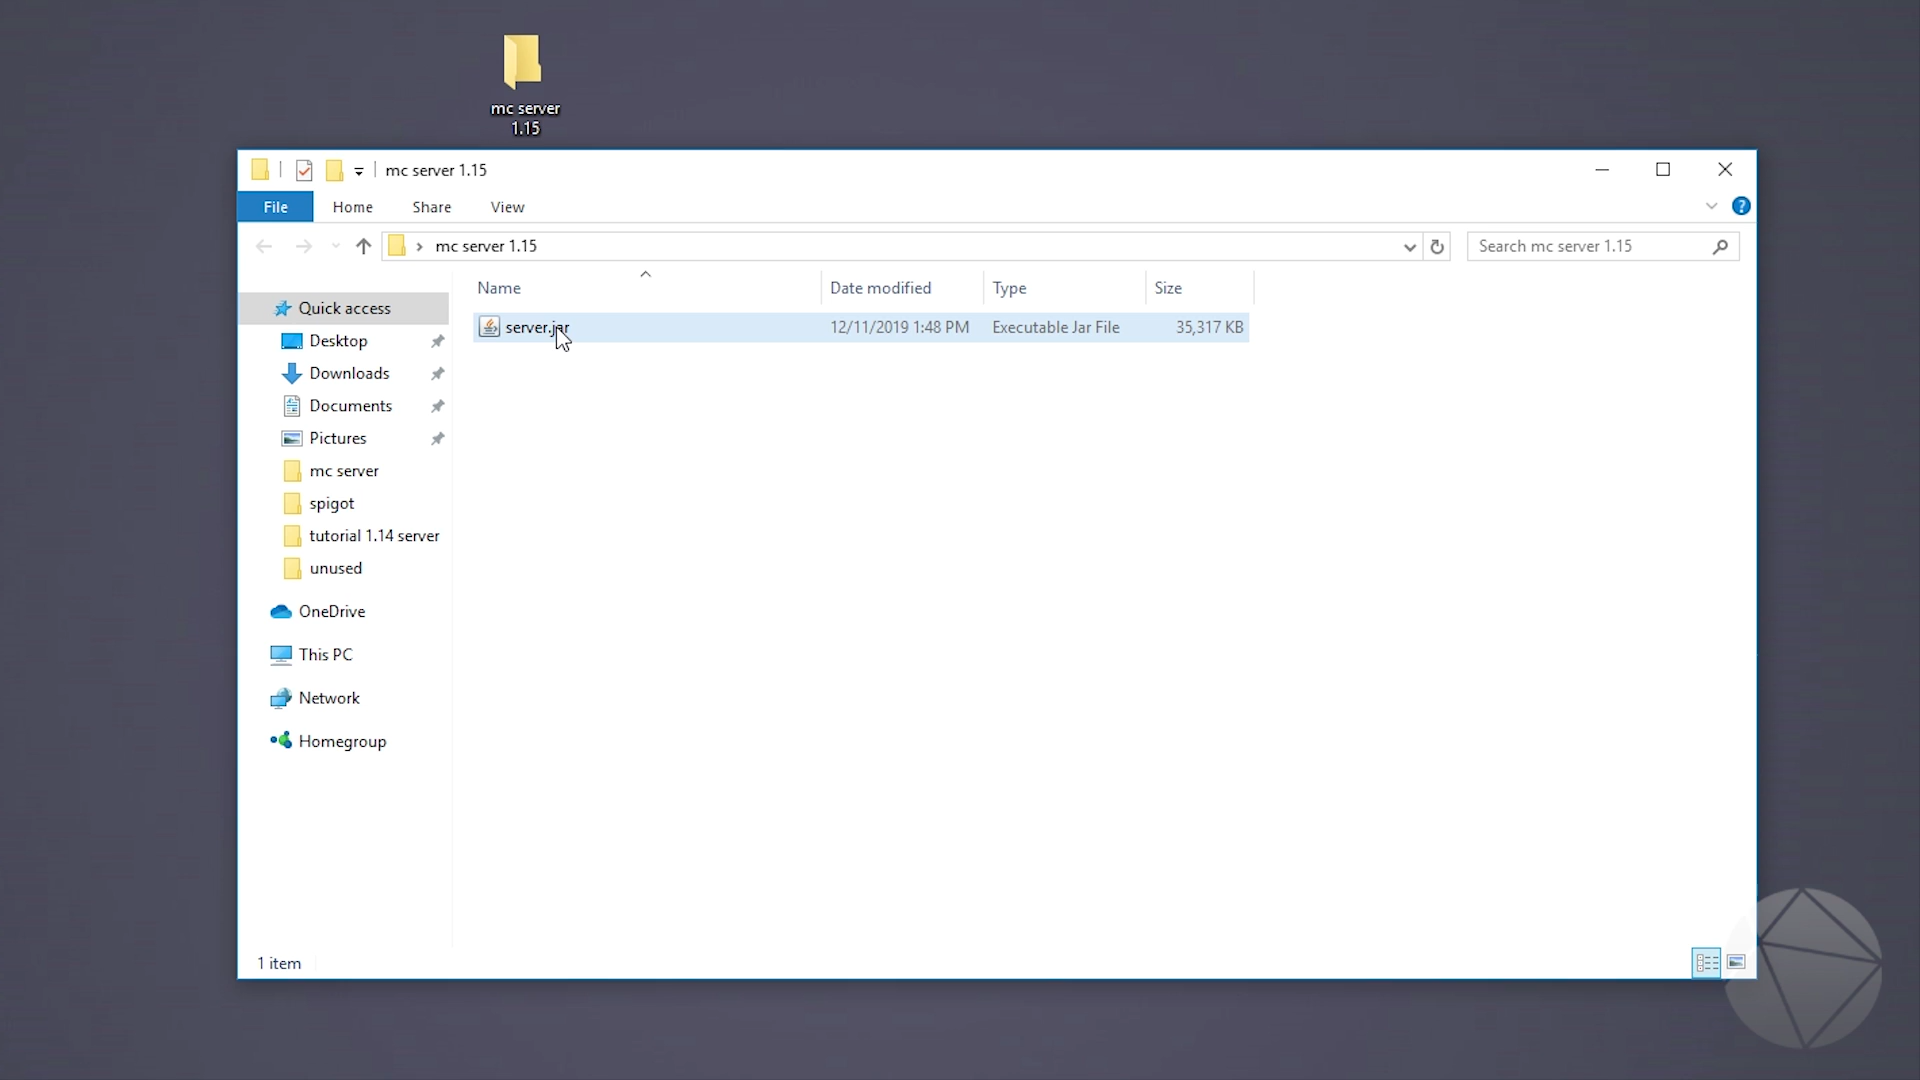 mc server
1.15
mc server 1.15
File Home Share View
?
mc server 1.15
Search mc server 1.15
Name Date modified Type Size
server.jar 12/11/2019 1:48 PM Executable Jar File 35,317 KB
Quick access
Desktop
Downloads
Documents
Pictures
mc server
spigot
tutorial 1.14 server
unused
OneDrive
This PC
Network
Homegroup
1 item